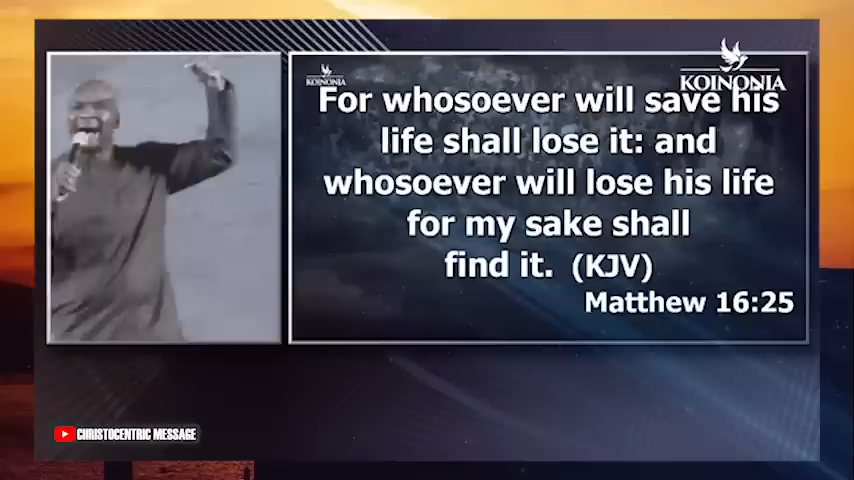 KOINONIA
KOINONIA
For whosoever will save his
life shall lose it: and
whosoever will lose his life
for my sake shall
find it. (KJV)
Matthew 16:25
CHRISTOCENTRIC MESSAGE